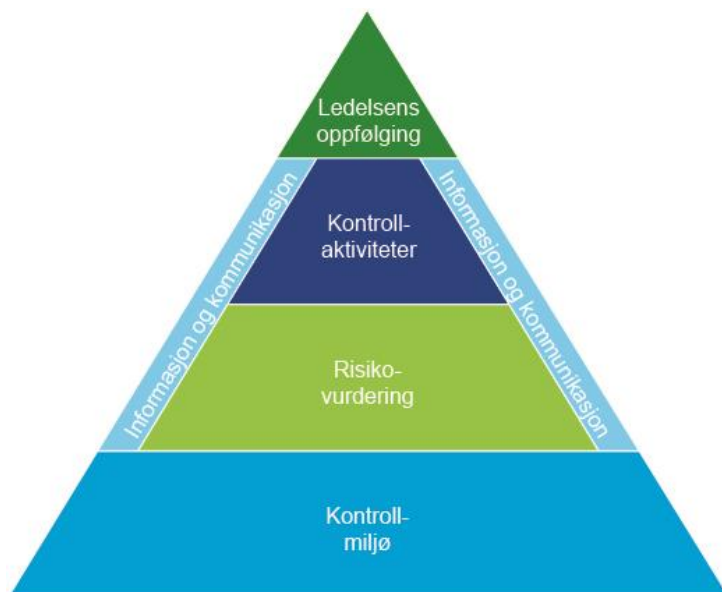 Ledelsens
oppfølging
Informasjon og kommunikasjon
Informasjon og kommunikasjon
Kontroll-
aktiviteter
Risiko-
vurdering
Kontroll-
miljø